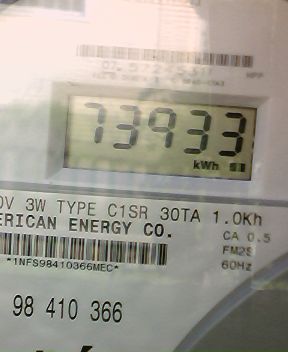 73933
kWh
0V 3W TYPE C1SR 30TA 1.0Kh
ERICAN ENERGY CO.
CA 0.5
FM2S
*1NFS98410366MEC*
60Hz
98 410 366